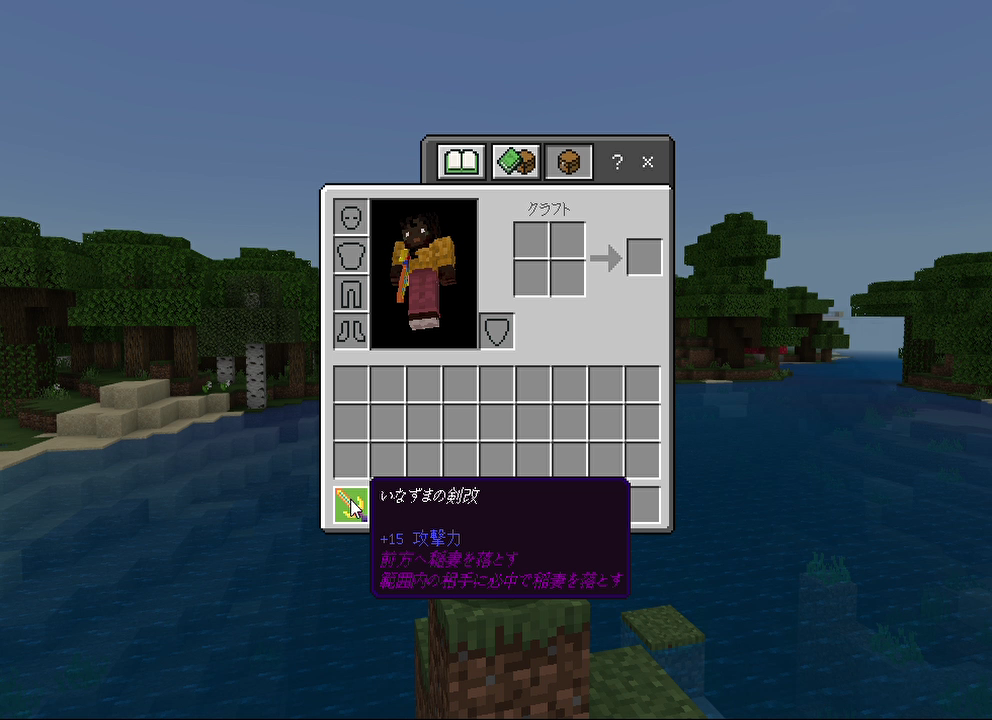 ? ×
クラフト
いなずまの剣改
+15 攻撃力
前方へ稲妻を落とす
範囲内の相手に必中で稲妻を落とす